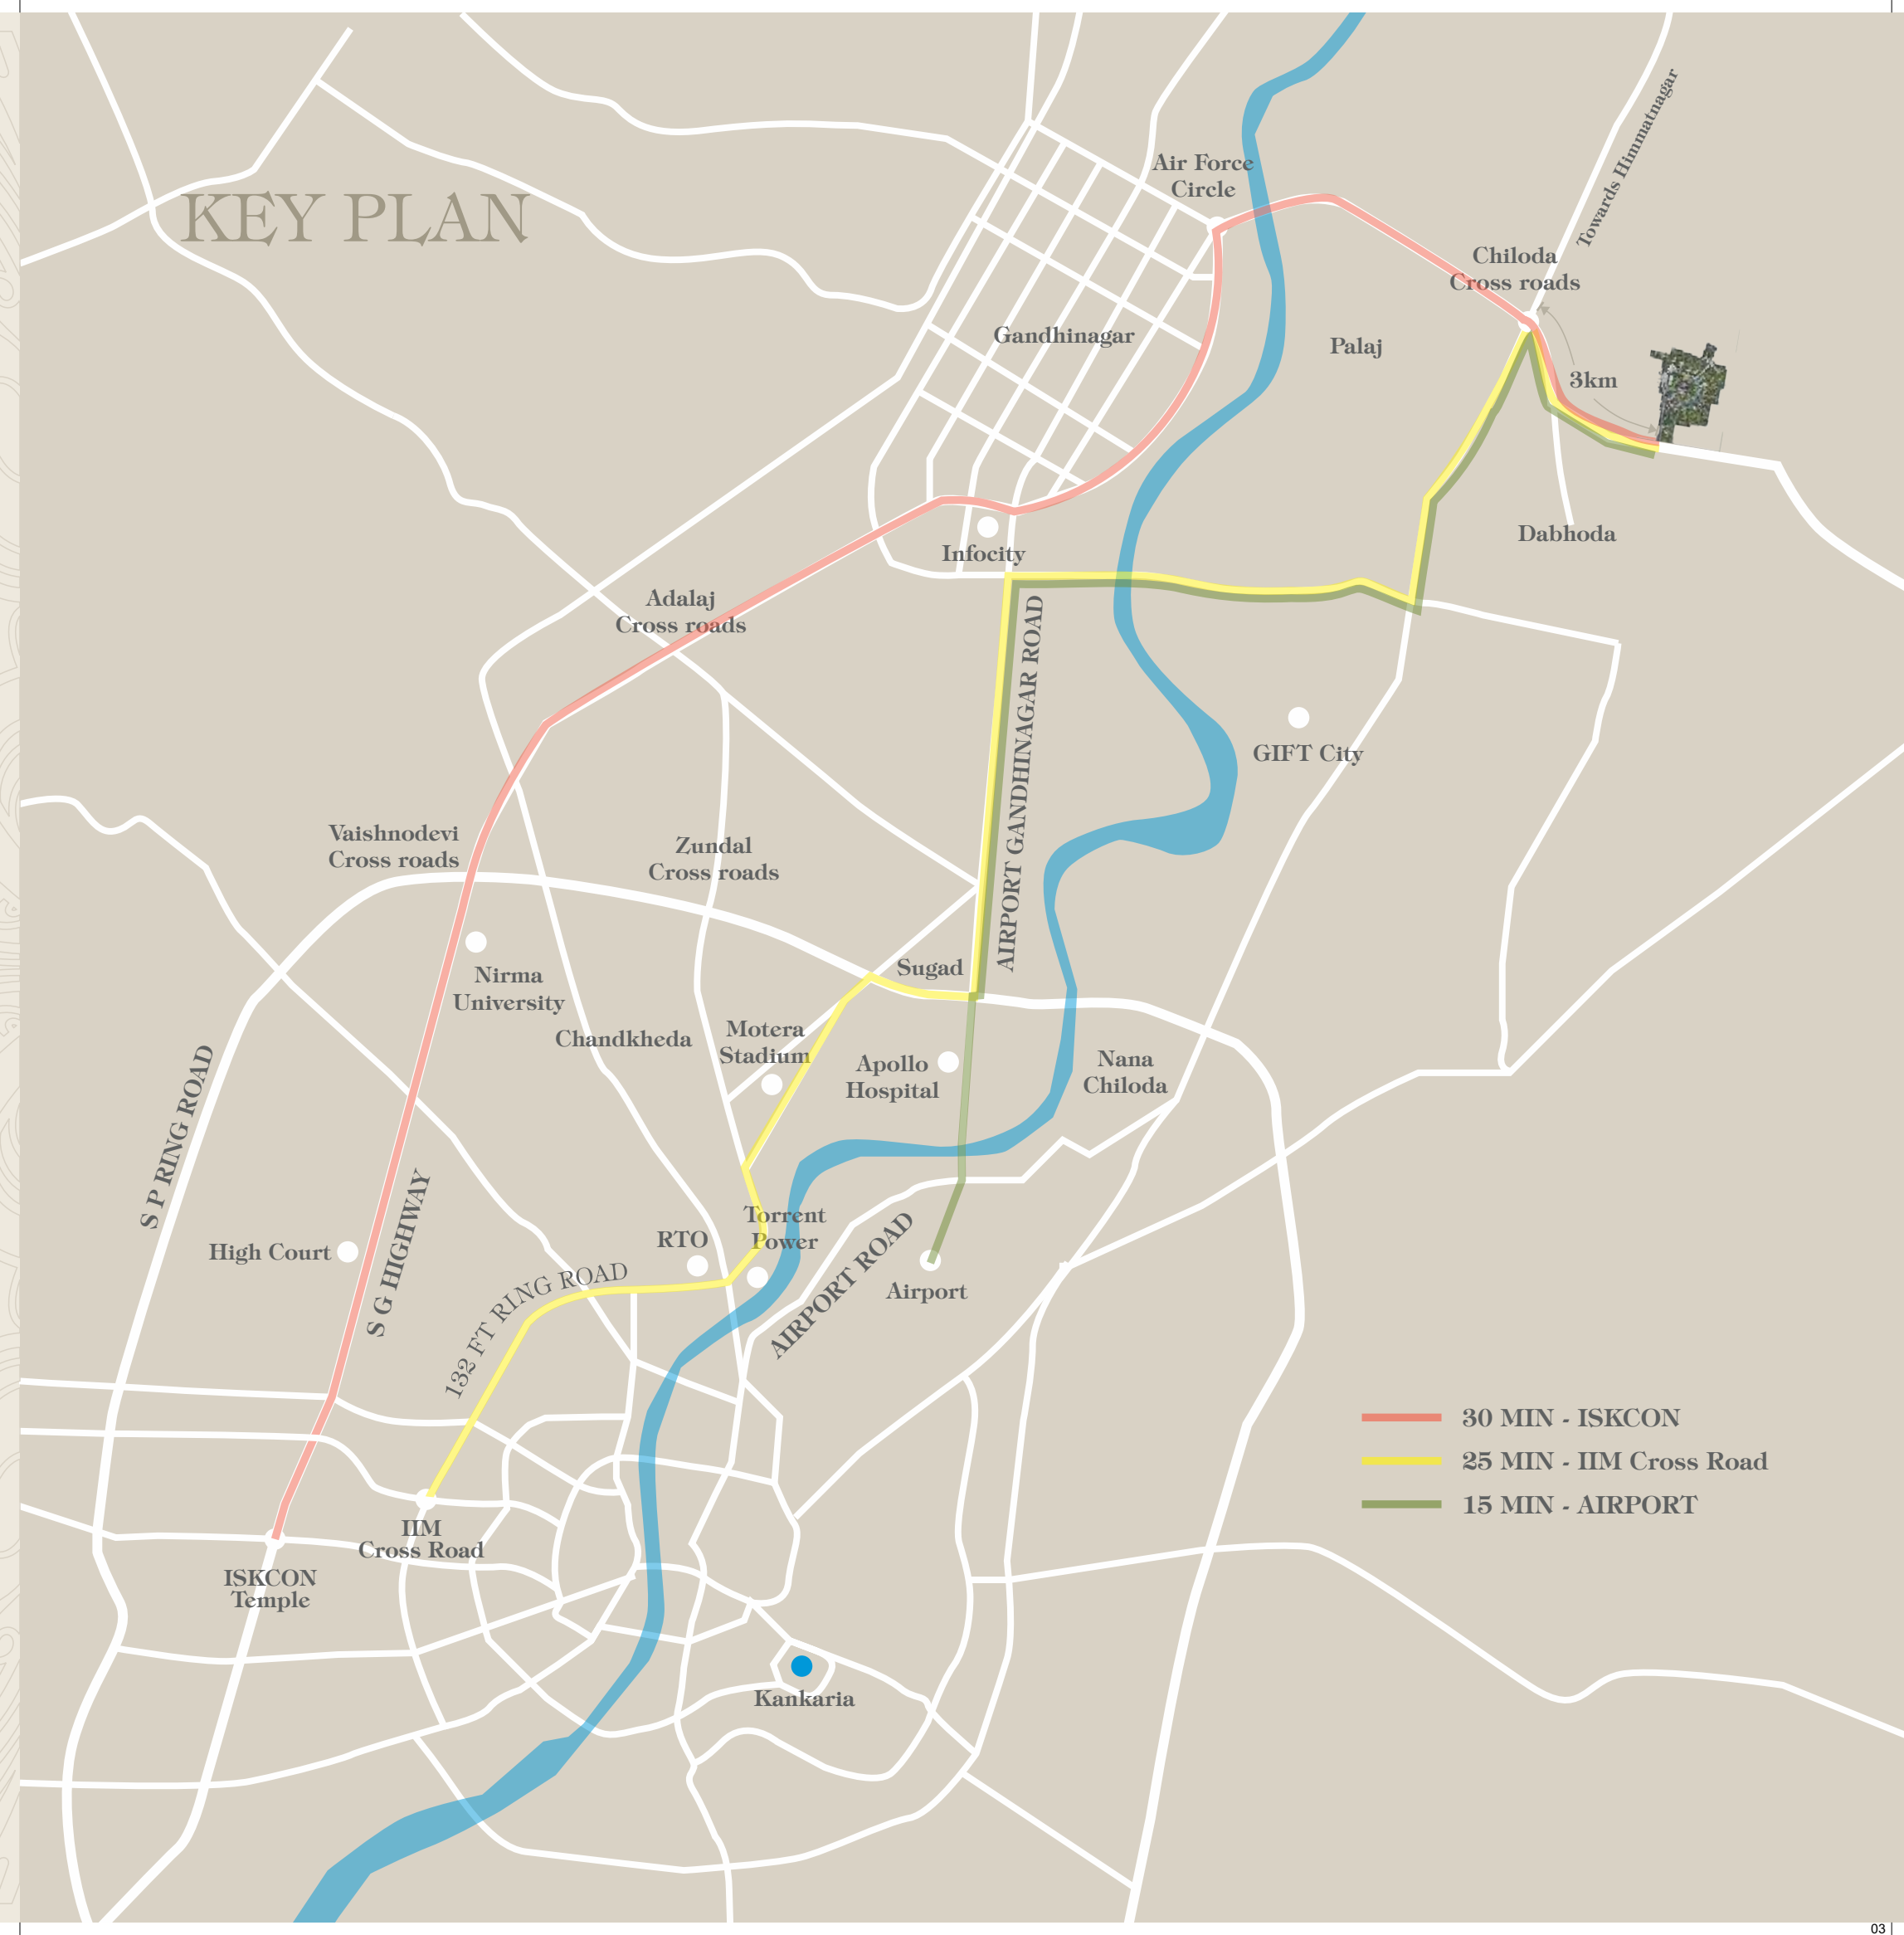 KEY PLAN
Air Force
Circle
Towards Himmatnagar
Chiloda
Cross roads
Gandhinagar
Palaj
3km
Dabhoda
Infocity
Adalaj
Cross roads
AIRPORT GANDHINAGAR ROAD
GIFT City
Vaishnodevi
Cross roads
Zundal
Cross roads
Sugad
Nirma
University
Chandkheda
Motera
Stadium
Apollo
Hospital
Nana
Chiloda
S P RING ROAD
S G HIGHWAY
High Court
RTO
Torrent
Power
132 FT RING ROAD
AIRPORT ROAD
Airport
30 MIN - ISKCON
25 MIN - IIM Cross Road
15 MIN - AIRPORT
IIM
Cross Road
ISKCON
Temple
Kankaria
03